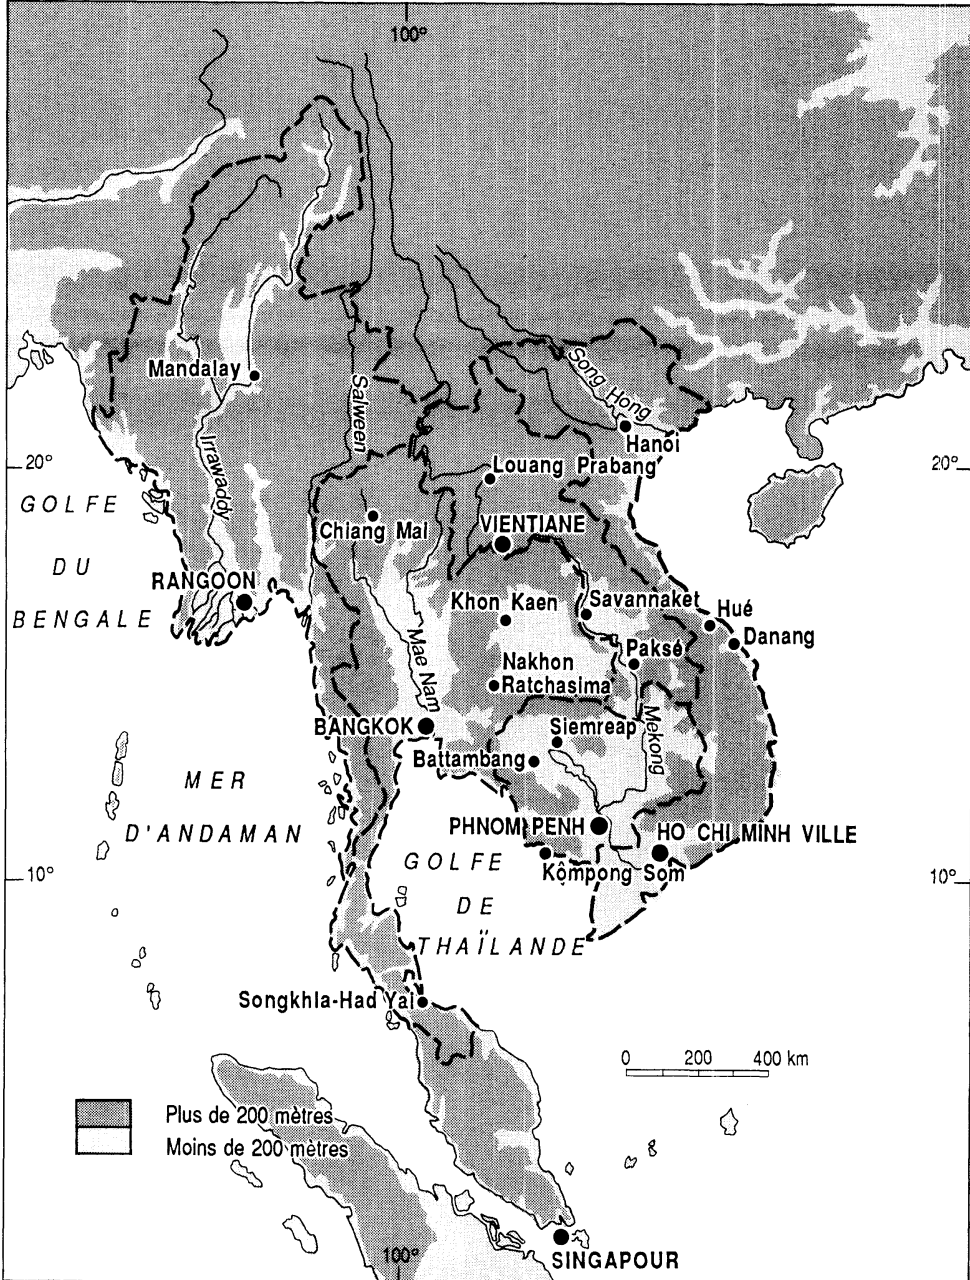 100°
Mandalay
Salween
Song Hong
Hanoï
Irrawaddy
20°
Louang Prabang
20°
GOLFE
DU
BENGALE
Chiang Mai
VIENTIANE
RANGOON
Khon Kaen
Savannaket
Hué
Danang
Mae Nam
Nakhon
Ratchasima
Paksé
BANGKOK
Siemreap
Mekong
Battambang
MER
D'ANDAMAN
PHNOM PENH
HO CHI MINH VILLE
GOLFE
DE
THAÏLANDE
Kômpong Som
10°
10°
Songkhla-Had Yai
0 200 400 km
Plus de 200 mètres
Moins de 200 mètres
100°
SINGAPOUR